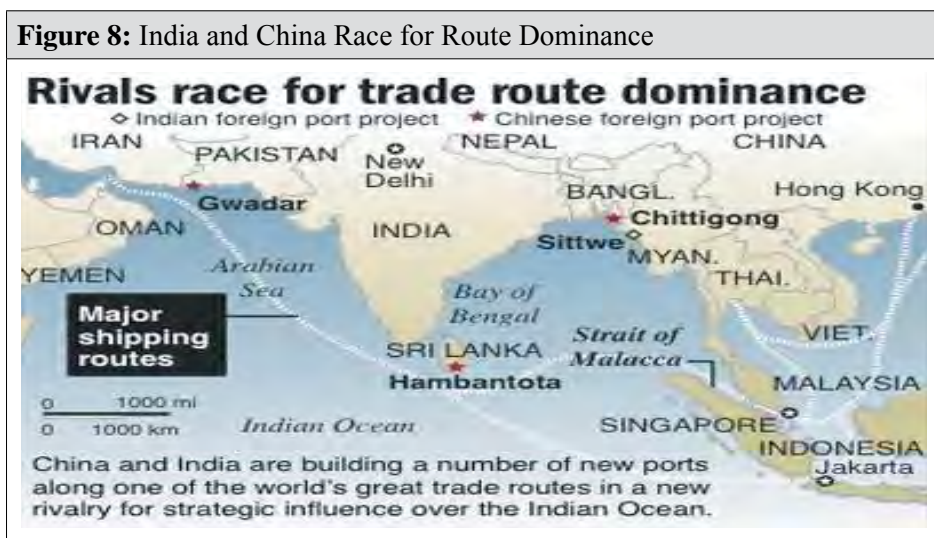 Figure 8: India and China Race for Route Dominance
Rivals race for trade route dominance
Indian foreign port project
Chinese foreign port project
IRAN
PAKISTAN
New
Delhi
NEPAL
CHINA
BANGL.
Hong Kong
Gwadar
OMAN
INDIA
Chittigong
Sittwe
MYAN.
YEMEN
Arabian
Sea
THAI.
Major
shipping
routes
Bay of
Bengal
Strait of
Malacca
VIET.
SRI LANKA
Hambantota
MALAYSIA
0 1000 mi
0 1000 km
Indian Ocean
SINGAPORE
INDONESIA
Jakarta
China and India are building a number of new ports
along one of the world's great trade routes in a new
rivalry for strategic influence over the Indian Ocean.